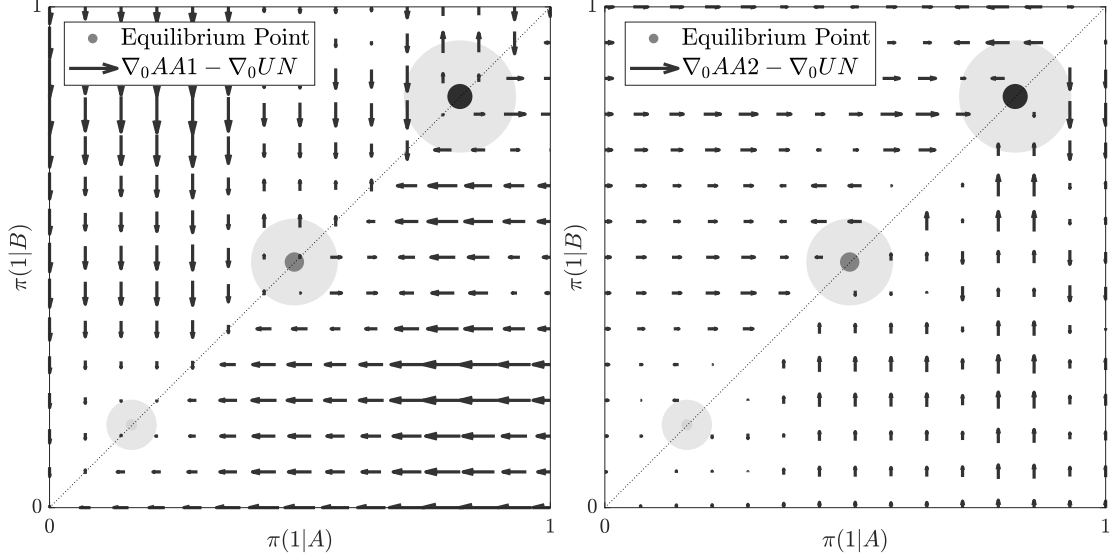 1
Equilibrium Point
∇₀AA1 − ∇₀UN
π(1|B)
0
0
π(1|A)
1
1
Equilibrium Point
∇₀AA2 − ∇₀UN
π(1|B)
0
0
π(1|A)
1